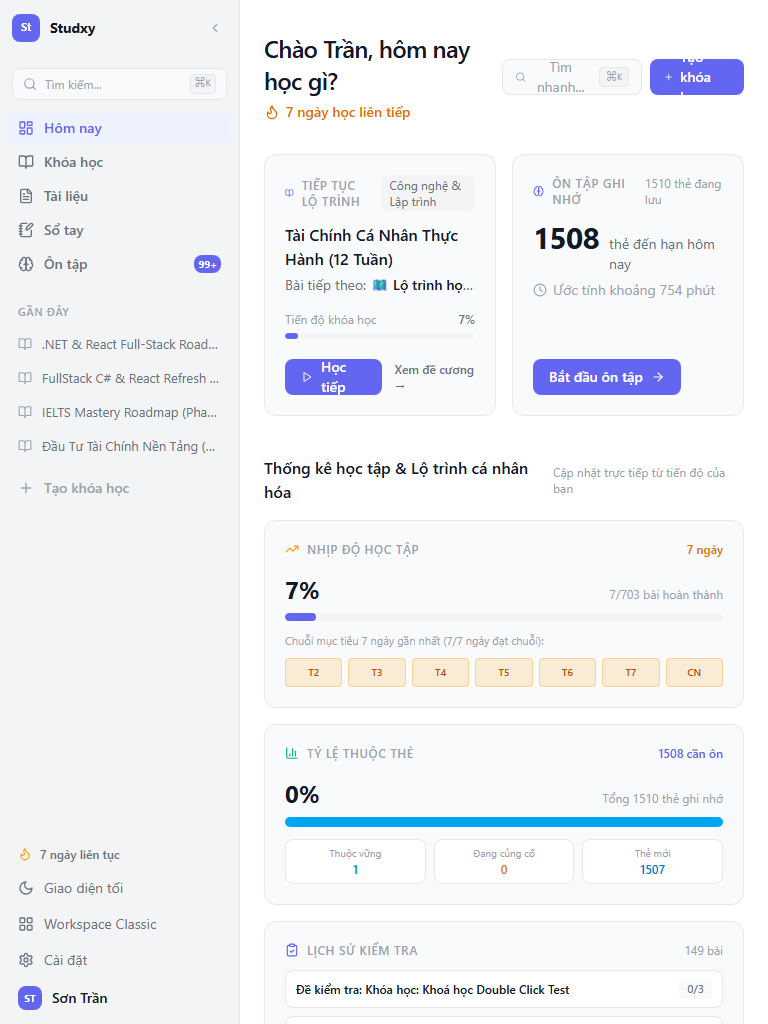 St Studxy
Tìm kiếm... ⌘K
Hôm nay
Khóa học
Tài liệu
Sổ tay
Ôn tập 99+
GẦN ĐÂY
.NET & React Full-Stack Road...
FullStack C# & React Refresh ...
IELTS Mastery Roadmap (Pha...
Đầu Tư Tài Chính Nền Tảng (...
Tạo khóa học
7 ngày liên tục
Giao diện tối
Workspace Classic
Cài đặt
ST Sơn Trần
Chào Trần, hôm nay
học gì?
7 ngày học liên tiếp
Tìm
nhanh...
⌘K
Tạo
khóa
TIẾP TỤC
LỘ TRÌNH
Công nghệ &
Lập trình
Tài Chính Cá Nhân Thực
Hành (12 Tuần)
Bài tiếp theo: Lộ trình họ...
Tiến độ khóa học 7%
Học
tiếp
Xem đề cương
→
ÔN TẬP GHI
NHỚ
1510 thẻ đang
lưu
1508 thẻ đến hạn hôm
nay
Ước tính khoảng 754 phút
Bắt đầu ôn tập →
Thống kê học tập & Lộ trình cá nhân
hóa
Cập nhật trực tiếp từ tiến độ của
bạn
NHỊP ĐỘ HỌC TẬP 7 ngày
7% 7/703 bài hoàn thành
Chuỗi mục tiêu 7 ngày gần nhất (7/7 ngày đạt chuỗi):
T2 T3 T4 T5 T6 T7 CN
TỶ LỆ THUỘC THẺ 1508 cần ôn
0% Tổng 1510 thẻ ghi nhớ
Thuộc vững Đang củng cố Thẻ mới
1 0 1507
LỊCH SỬ KIỂM TRA 149 bài
Đề kiểm tra: Khóa học: Khoá học Double Click Test 0/3